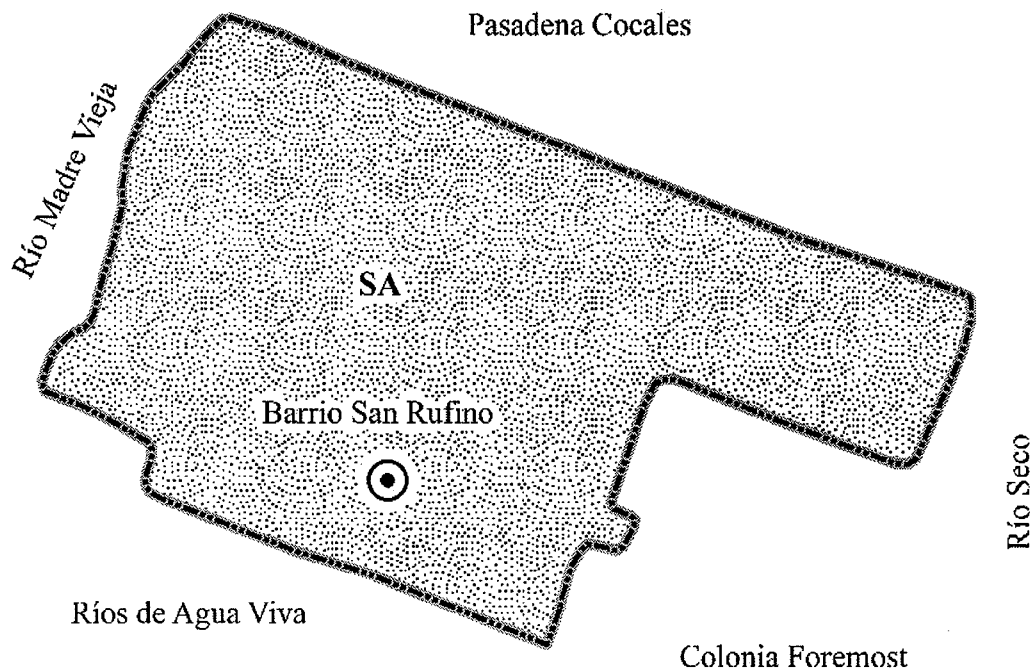 Pasadena Cocales
Río Madre Vieja
SA
Barrio San Rufino
Río Seco
Ríos de Agua Viva
Colonia Foremost